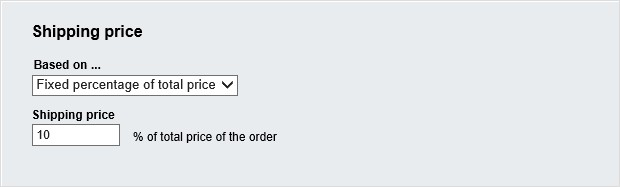 Shipping price
Based on ...
Fixed percentage of total price
Shipping price
10 % of total price of the order